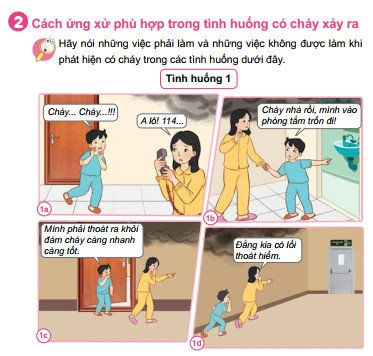 2 Cách ứng xử phù hợp trong tình huống có cháy xảy ra
Hãy nói những việc phải làm và những việc không được làm khi
phát hiện có cháy trong các tình huống dưới đây.
Tình huống 1
Cháy... Cháy...!!!
A lô! 114...
1a
Cháy nhà rồi, mình vào
phòng tắm trốn đi!
1b
Mình phải thoát ra khỏi
đám cháy càng nhanh
càng tốt.
1c
Đằng kia có lối
thoát hiểm.
1d